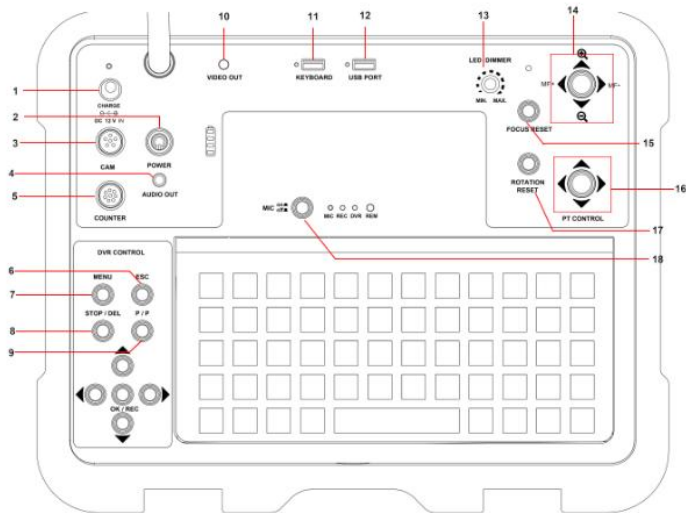 10
11
12
13
14
VIDEO OUT
KEYBOARD
USB PORT
LED DIMMER
MIN. MAX.
MF+
MF-
1
CHARGE
DC 12 V IN
2
3
CAM
POWER
4
AUDIO OUT
5
COUNTER
FOCUS RESET
15
ROTATION
RESET
16
PT CONTROL
17
MIC
MIC REC DVR REM
18
DVR CONTROL
6
MENU
ESC
7
STOP / DEL
P / P
8
9
OK / REC